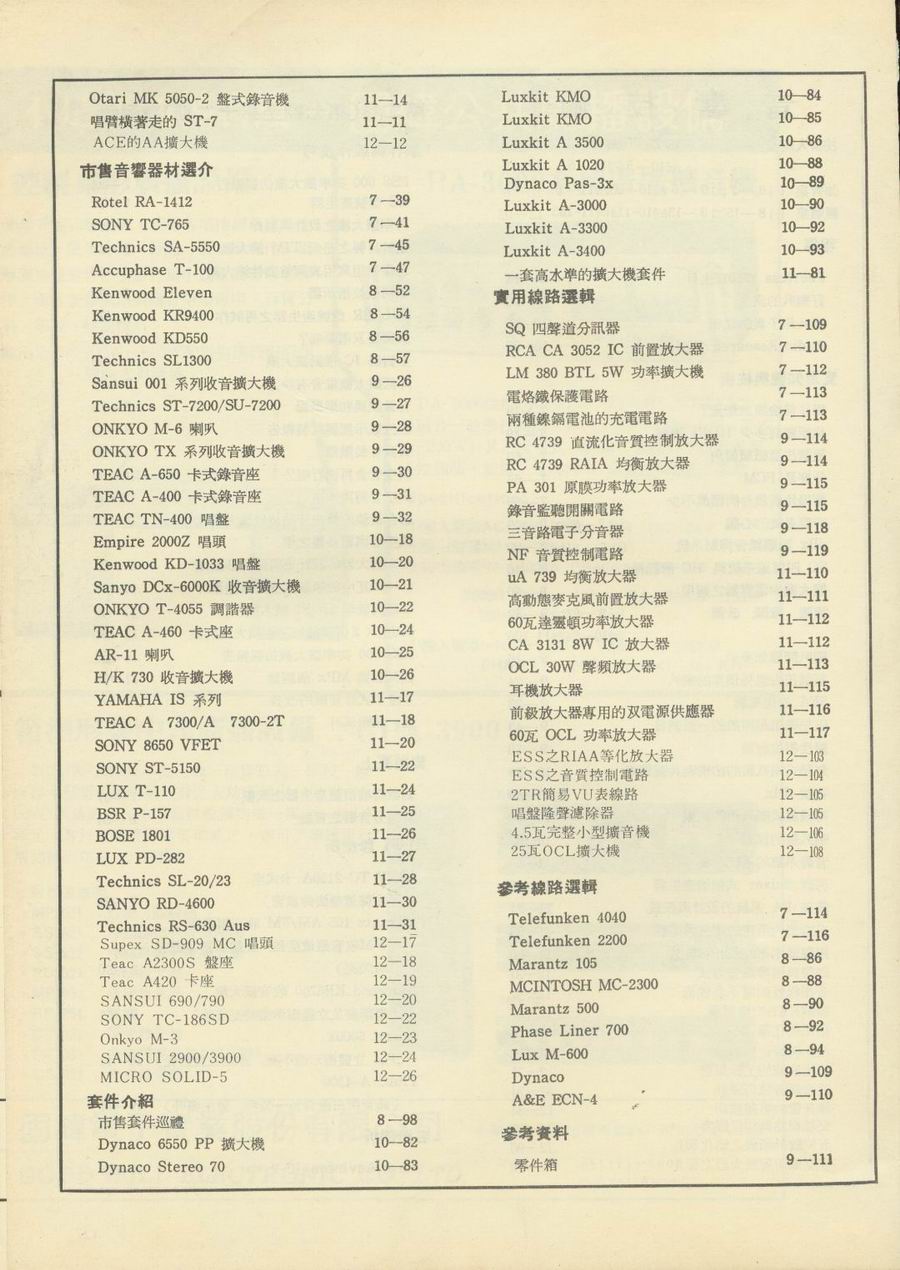 Otari MK 5050-2 盤式錄音機 11—14
唱臂橫著走的 ST-7 11—11
ACE的AA擴大機 12—12
市售音響器材選介
Rotel RA-1412 7—39
SONY TC-765 7—41
Technics SA-5550 7—45
Accuphase T-100 7—47
Kenwood Eleven 8—52
Kenwood KR9400 8—54
Kenwood KD550 8—56
Technics SL1300 8—57
Sansui 001 系列收音擴大機 9—26
Technics ST-7200/SU-7200 9—27
ONKYO M-6 喇叭 9—28
ONKYO TX 系列收音擴大機 9—29
TEAC A-650 卡式錄音座 9—30
TEAC A-400 卡式錄音座 9—31
TEAC TN-400 唱盤 9—32
Empire 2000Z 唱頭 10—18
Kenwood KD-1033 唱盤 10—20
Sanyo DCx-6000K 收音擴大機 10—21
ONKYO T-4055 調諧器 10—22
TEAC A-460 卡式座 10—24
AR-11 喇叭 10—25
H/K 730 收音擴大機 10—26
YAMAHA IS 系列 11—17
TEAC A 7300/A 7300-2T 11—18
SONY 8650 VFET 11—20
SONY ST-5150 11—22
LUX T-110 11—24
BSR P-157 11—25
BOSE 1801 11—26
LUX PD-282 11—27
Technics SL-20/23 11—28
SANYO RD-4600 11—30
Technics RS-630 Aus 11—31
Supex SD-909 MC 唱頭 12—17
Teac A2300S 盤座 12—18
Teac A420 卡座 12—19
SANSUI 690/790 12—20
SONY TC-186SD 12—22
Onkyo M-3 12—23
SANSUI 2900/3900 12—24
MICRO SOLID-5 12—26
套件介紹
市售套件巡禮 8—98
Dynaco 6550 PP 擴大機 10—82
Dynaco Stereo 70 10—83
Luxkit KMO 10—84
Luxkit KMO 10—85
Luxkit A 3500 10—86
Luxkit A 1020 10—88
Dynaco Pas-3x 10—89
Luxkit A-3000 10—90
Luxkit A-3300 10—92
Luxkit A-3400 10—93
一套高水準的擴大機套件 11—81
實用線路選輯
SQ 四聲道分訊器 7—109
RCA CA 3052 IC 前置放大器 7—110
LM 380 BTL 5W 功率擴大機 7—112
電烙鐵保護電路 7—113
兩種鎳鎘電池的充電電路 7—113
RC 4739 直流化音質控制放大器 9—114
RC 4739 RAIA 均衡放大器 9—114
PA 301 原膜功率放大器 9—115
錄音監聽開關電路 9—115
三音路電子分音器 9—118
NF 音質控制電路 9—119
uA 739 均衡放大器 11—110
高動態麥克風前置放大器 11—111
60瓦達靈頓功率放大器 11—112
CA 3131 8W IC 放大器 11—112
OCL 30W 聲頻放大器 11—113
耳機放大器 11—115
前級放大器專用的双電源供應器 11—116
60瓦 OCL 功率放大器 11—117
ESS之RIAA等化放大器 12—103
ESS之音質控制電路 12—104
2TR簡易VU表線路 12—105
唱盤隆聲濾除器 12—105
4.5瓦完整小型擴音機 12—106
25瓦OCL擴大機 12—108
參考線路選輯
Telefunken 4040 7—114
Telefunken 2200 7—116
Marantz 105 8—86
MCINTOSH MC-2300 8—88
Marantz 500 8—90
Phase Liner 700 8—92
Lux M-600 8—94
Dynaco 9—109
A&E ECN-4 9—110
參考資料
零件箱 9—111